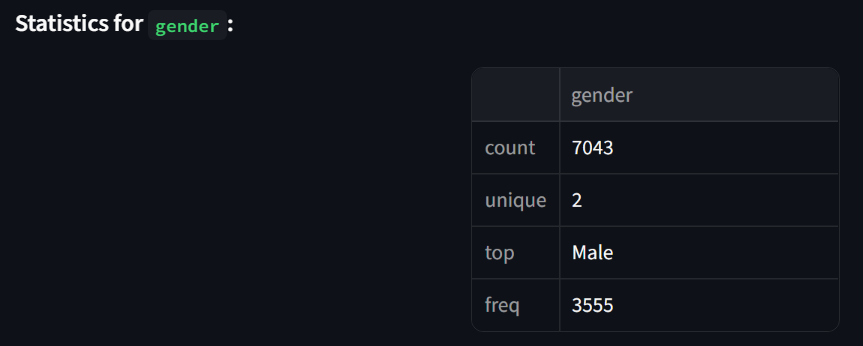 Statistics for gender:
gender
count 7043
unique 2
top Male
freq 3555